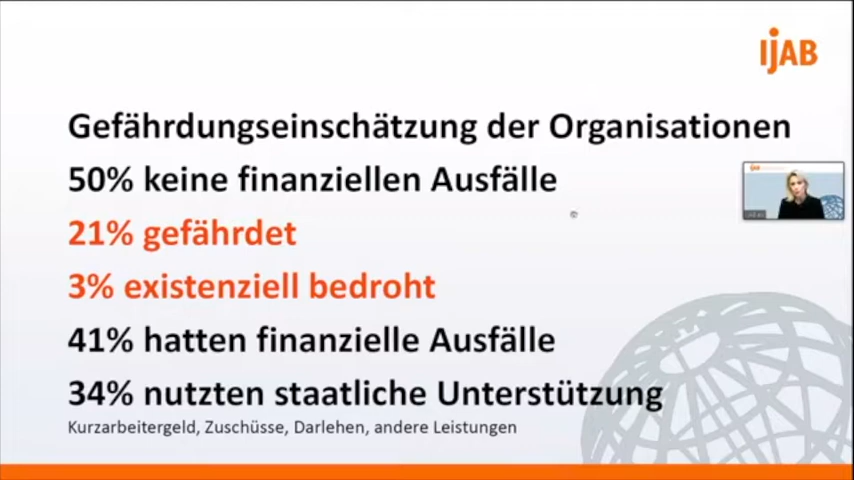 ijAB
Gefährdungseinschätzung der Organisationen
50% keine finanziellen Ausfälle
21% gefährdet
3% existenziell bedroht
41% hatten finanzielle Ausfälle
34% nutzten staatliche Unterstützung
Kurzarbeitergeld, Zuschüsse, Darlehen, andere Leistungen